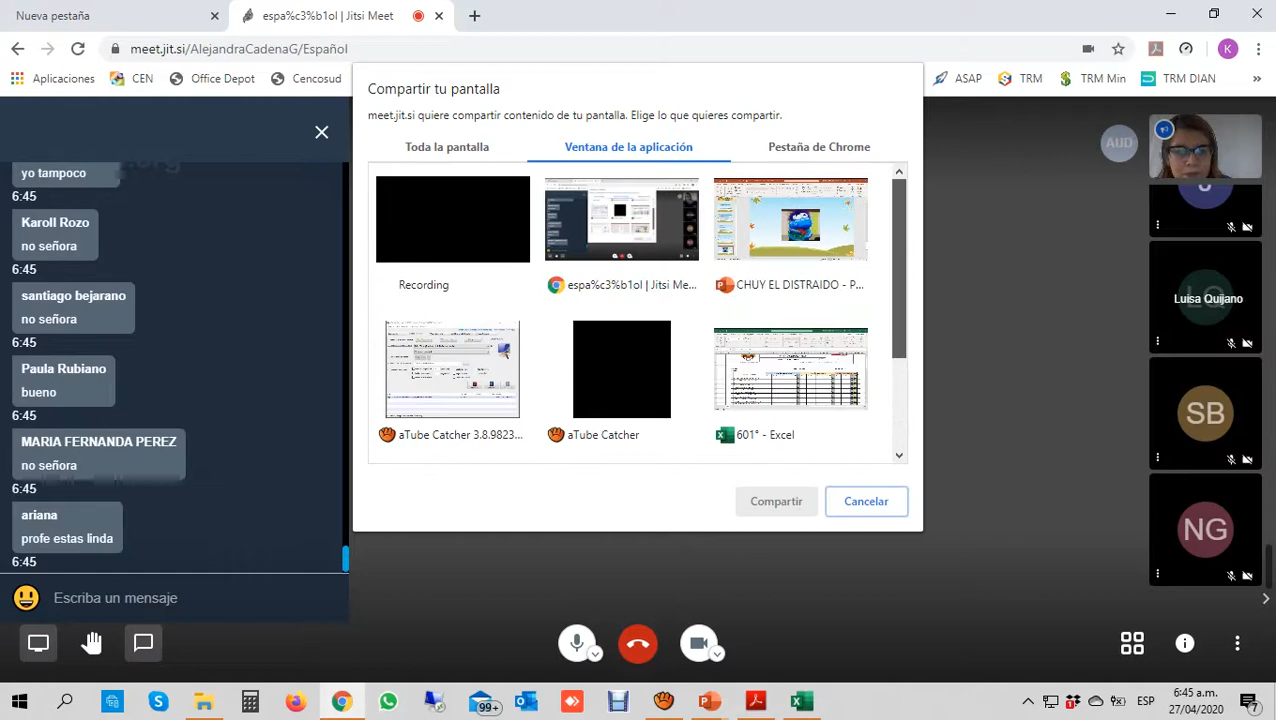 Nueva pestaña
espa%c3%b1ol | Jitsi Meet
meet.jit.si/AlejandraCadenaG/Español
K
Aplicaciones
CEN
Office Depot
Cencosud
ASAP
TRM
TRM Min
TRM DIAN
»
Compartir tu pantalla
meet.jit.si quiere compartir contenido de tu pantalla. Elige lo que quieres compartir.
Toda la pantalla
Ventana de la aplicación
Pestaña de Chrome
Recording
espa%c3%b1ol | Jitsi Me...
CHUY EL DISTRAIDO - P...
aTube Catcher 3.8.9823...
aTube Catcher
601° - Excel
Compartir
Cancelar
yo tampoco
6:45
Karoll Rozo
no señora
6:45
santiago bejarano
no señora
6:45
Paula Rubiano
bueno
6:45
MARIA FERNANDA PEREZ
no señora
6:45
ariana
profe estas linda
6:45
Escriba un mensaje
AUD
J
LQ
Luisa Quijano
SB
NG
99+
ESP
6:45 a.m.
27/04/2020
7